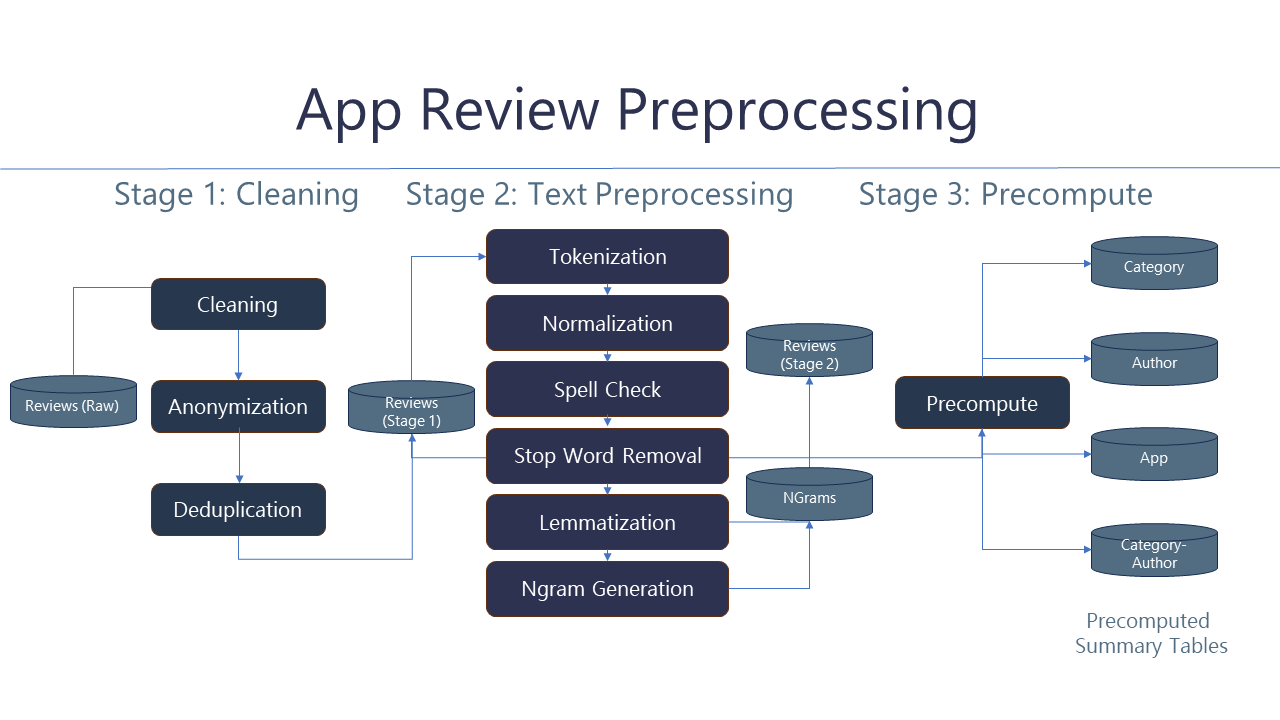 App Review Preprocessing
Stage 1: Cleaning
Stage 2: Text Preprocessing
Stage 3: Precompute
Cleaning
Reviews (Raw)
Anonymization
Deduplication
Reviews
(Stage 1)
Tokenization
Normalization
Spell Check
Stop Word Removal
Lemmatization
Ngram Generation
Reviews
(Stage 2)
NGrams
Precompute
Category
Author
App
Category-
Author
Precomputed
Summary Tables